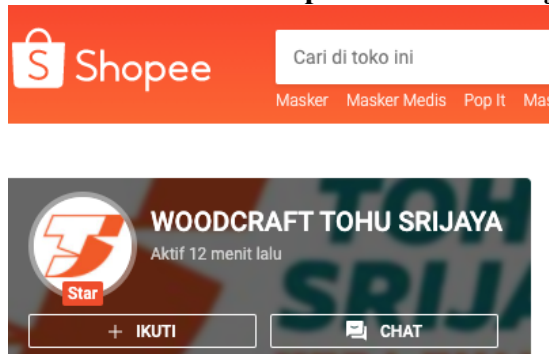 S Shopee
Cari di toko ini
Masker Masker Medis Pop It
WOODCRAFT TOHU SRIJAYA
Aktif 12 menit lalu
Star
+ IKUTI
CHAT